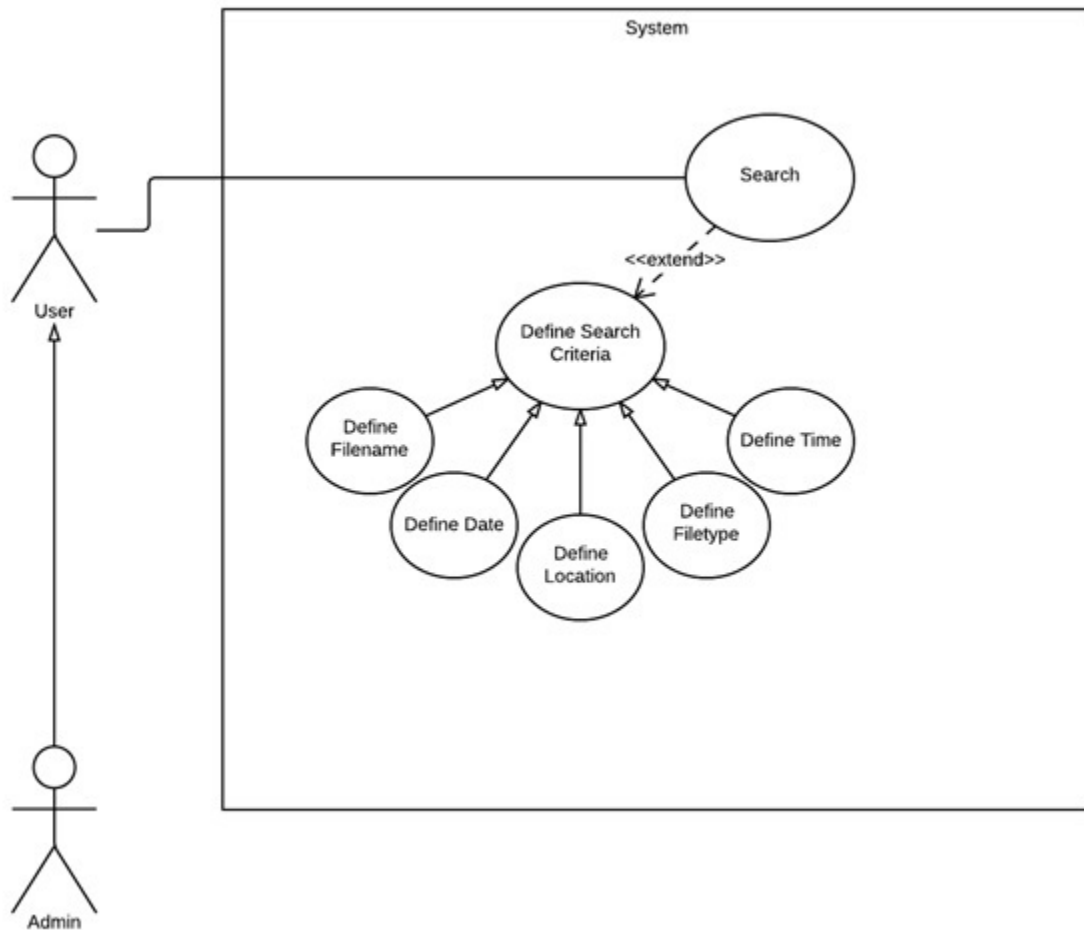 System
Search
<<extend>>
User
Define Search
Criteria
Define
Filename
Define Time
Define Date
Define
Filetype
Define
Location
Admin